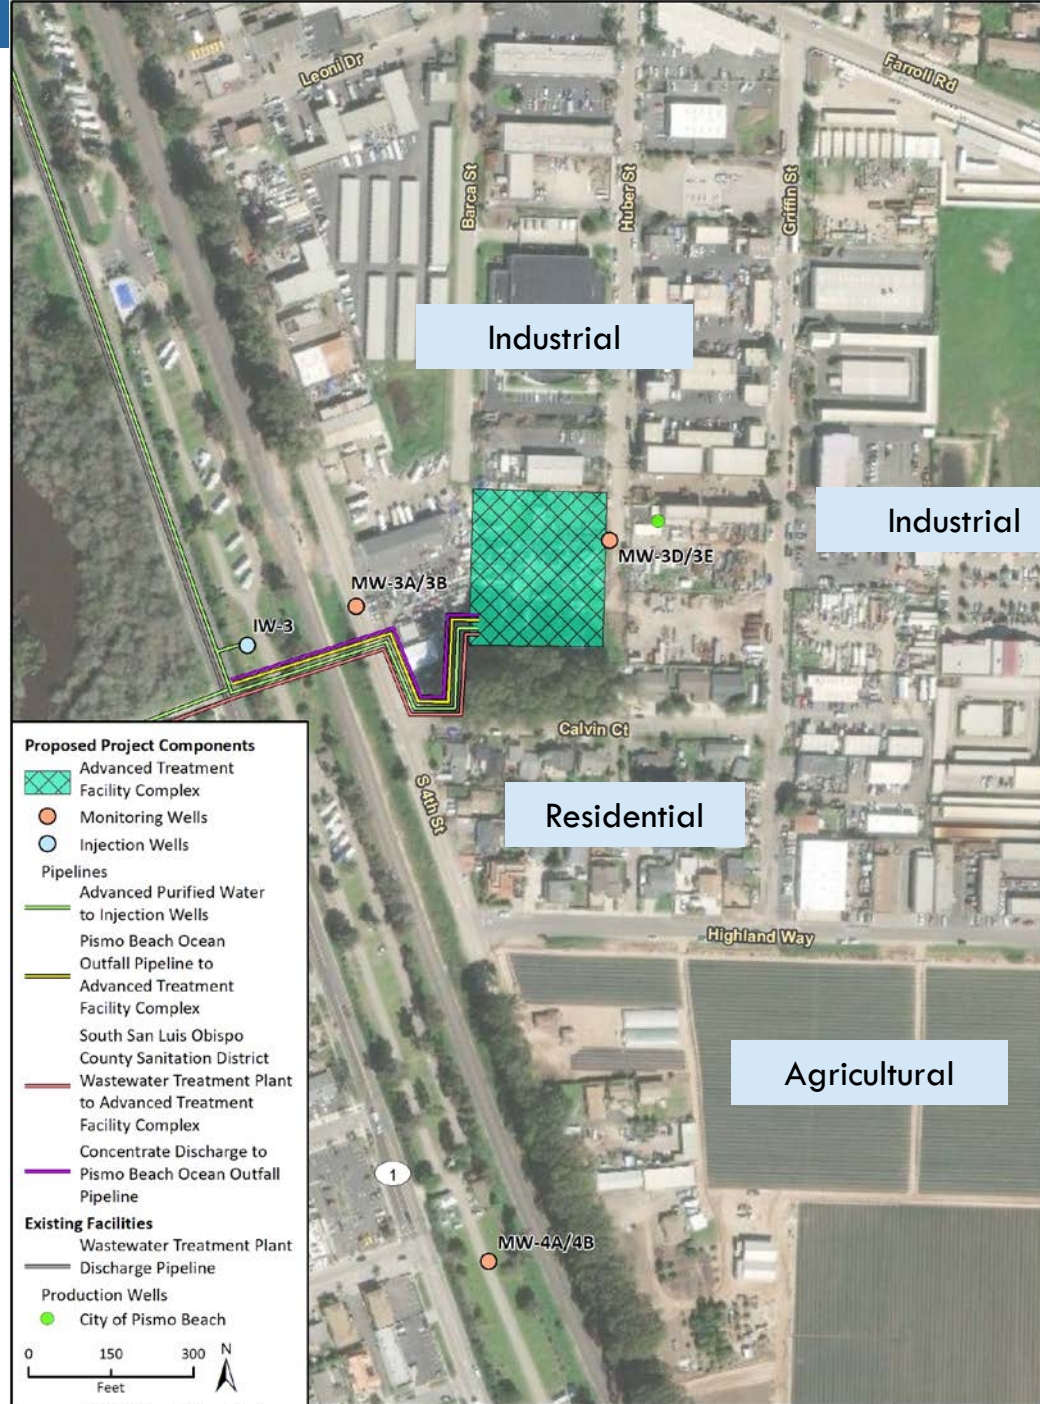 Leoni Dr
Farroll Rd
Barca St
Huber St
Griffin St
Industrial
Industrial
MW-3D/3E
MW-3A/3B
IW-3
Calvin Ct
S 4th St
Residential
Highland Way
Agricultural
1
MW-4A/4B
Proposed Project Components
Advanced Treatment
Facility Complex
Monitoring Wells
Injection Wells
Pipelines
Advanced Purified Water
to Injection Wells
Pismo Beach Ocean
Outfall Pipeline to
Advanced Treatment
Facility Complex
South San Luis Obispo
County Sanitation District
Wastewater Treatment Plant
to Advanced Treatment
Facility Complex
Concentrate Discharge to
Pismo Beach Ocean Outfall
Pipeline
Existing Facilities
Wastewater Treatment Plant
Discharge Pipeline
Production Wells
City of Pismo Beach
0 150 300 N
Feet